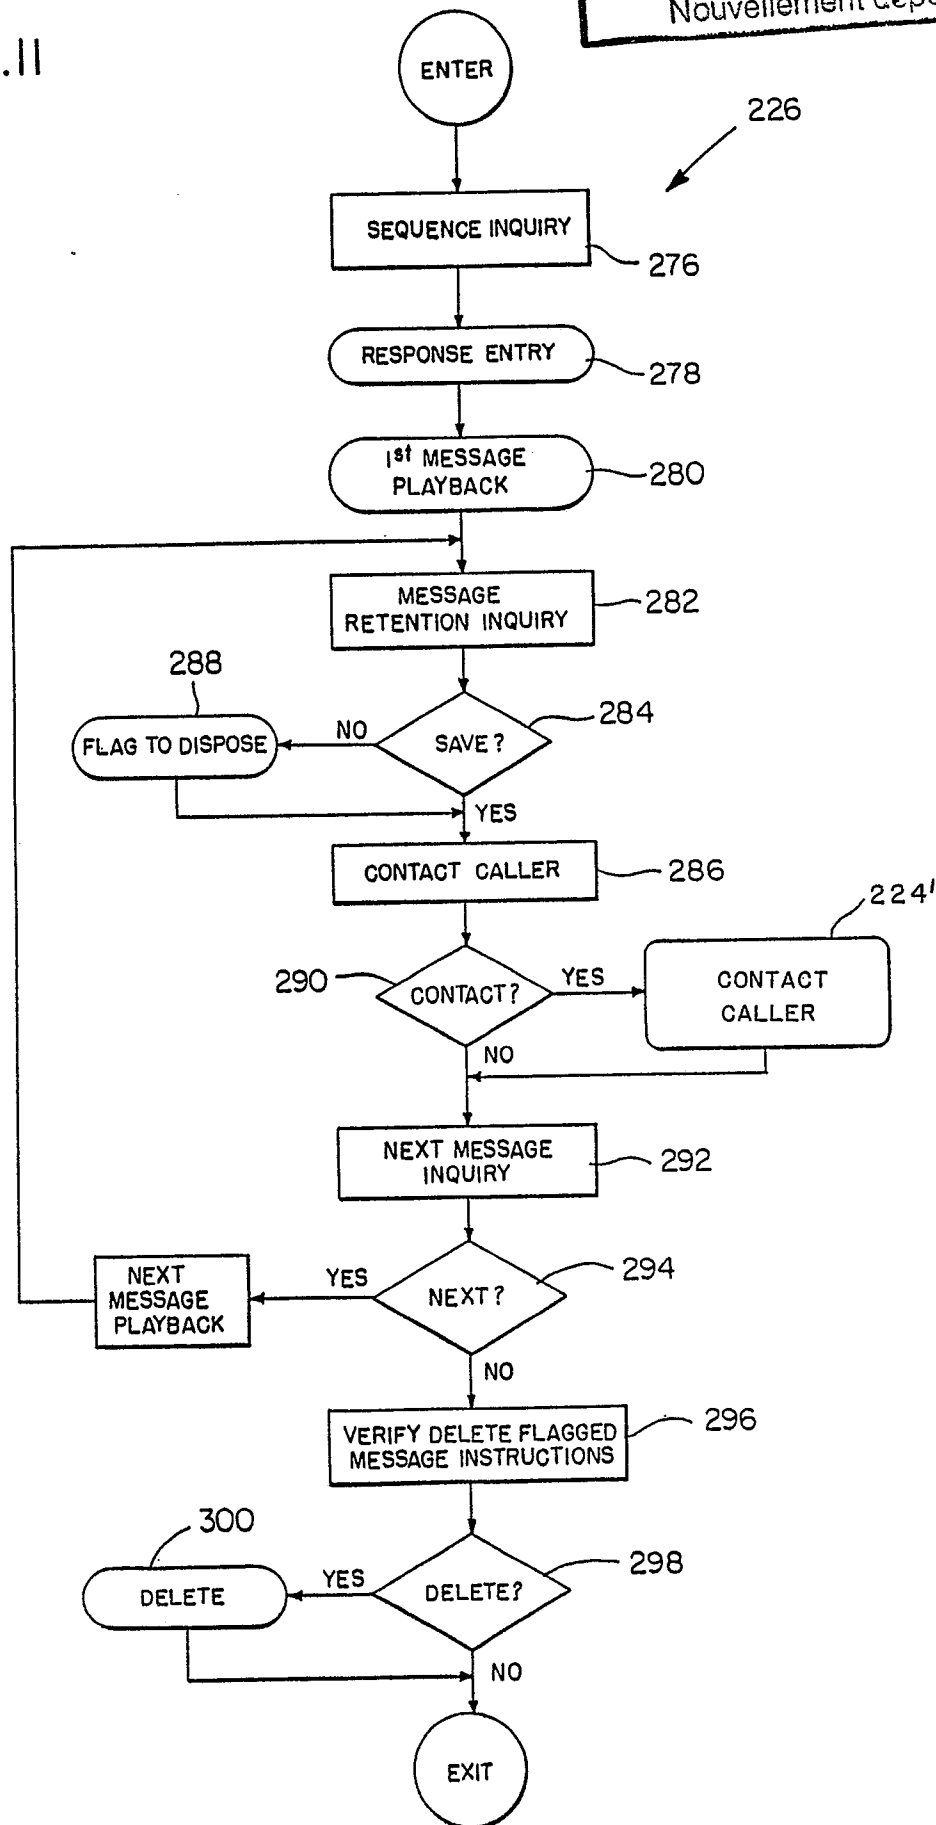 Nouvellement
.11
ENTER
226
SEQUENCE INQUIRY
276
RESPONSE ENTRY
278
1st MESSAGE
PLAYBACK
280
MESSAGE
RETENTION INQUIRY
282
288
284
FLAG TO DISPOSE
NO
SAVE?
YES
CONTACT CALLER
286
224'
290
CONTACT?
YES
CONTACT
CALLER
NO
NEXT MESSAGE
INQUIRY
292
294
NEXT
MESSAGE
PLAYBACK
YES
NEXT?
NO
VERIFY DELETE FLAGGED
MESSAGE INSTRUCTIONS
296
300
298
DELETE
YES
DELETE?
NO
EXIT